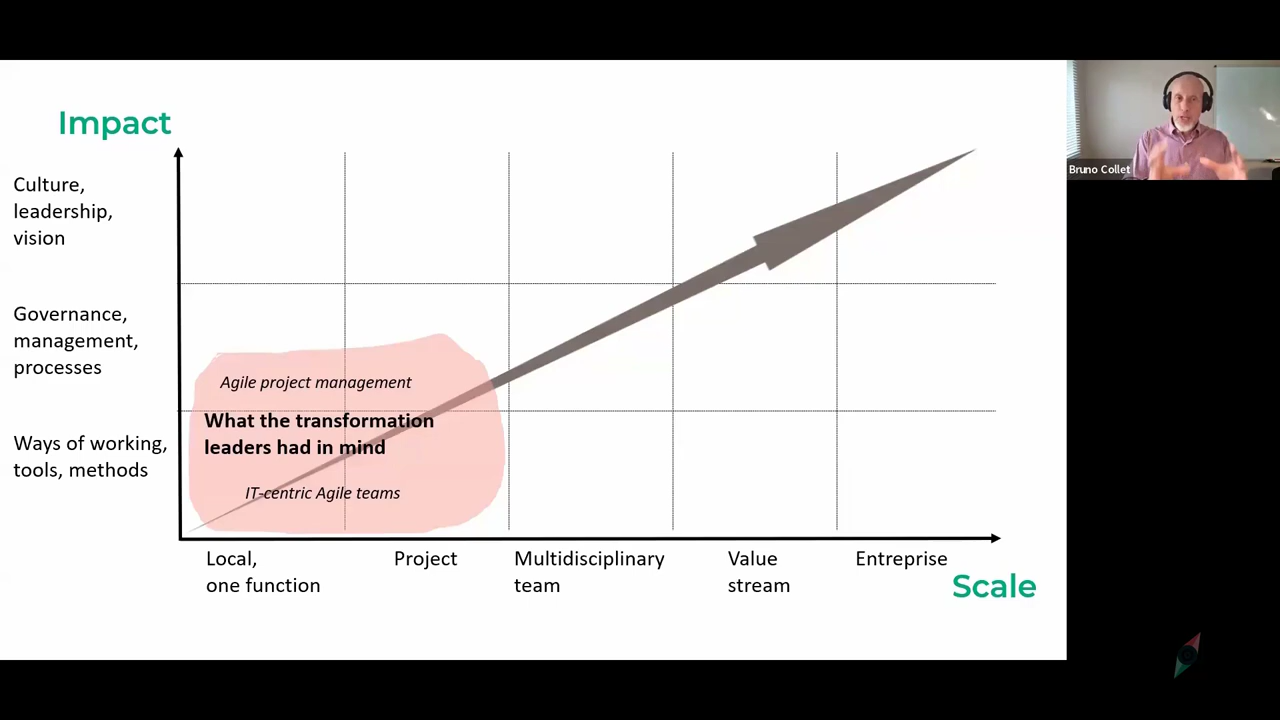 Impact
Culture,
leadership,
vision
Governance,
management,
processes
Ways of working,
tools, methods
Agile project management
What the transformation
leaders had in mind
IT-centric Agile teams
Local,
one function
Project
Multidisciplinary
team
Value
stream
Entreprise
Scale
Bruno Collet